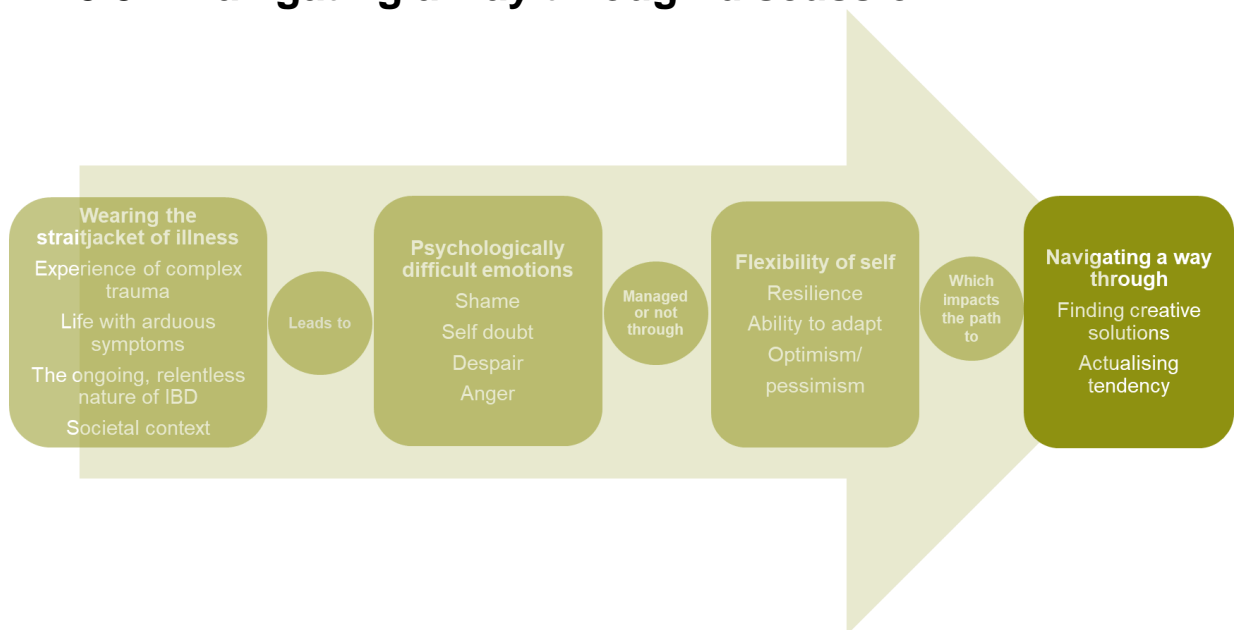 Navigating a way through
Wearing the
straitjacket of illness
Experience of complex
trauma
Life with arduous
symptoms
The ongoing, relentless
nature of IBD
Societal context
Leads to
Psychologically
difficult emotions
Shame
Self doubt
Despair
Anger
Managed
or not
through
Flexibility of self
Resilience
Ability to adapt
Optimism/
pessimism
Which
impacts
the path
to
Navigating a way
through
Finding creative
solutions
Actualising
tendency